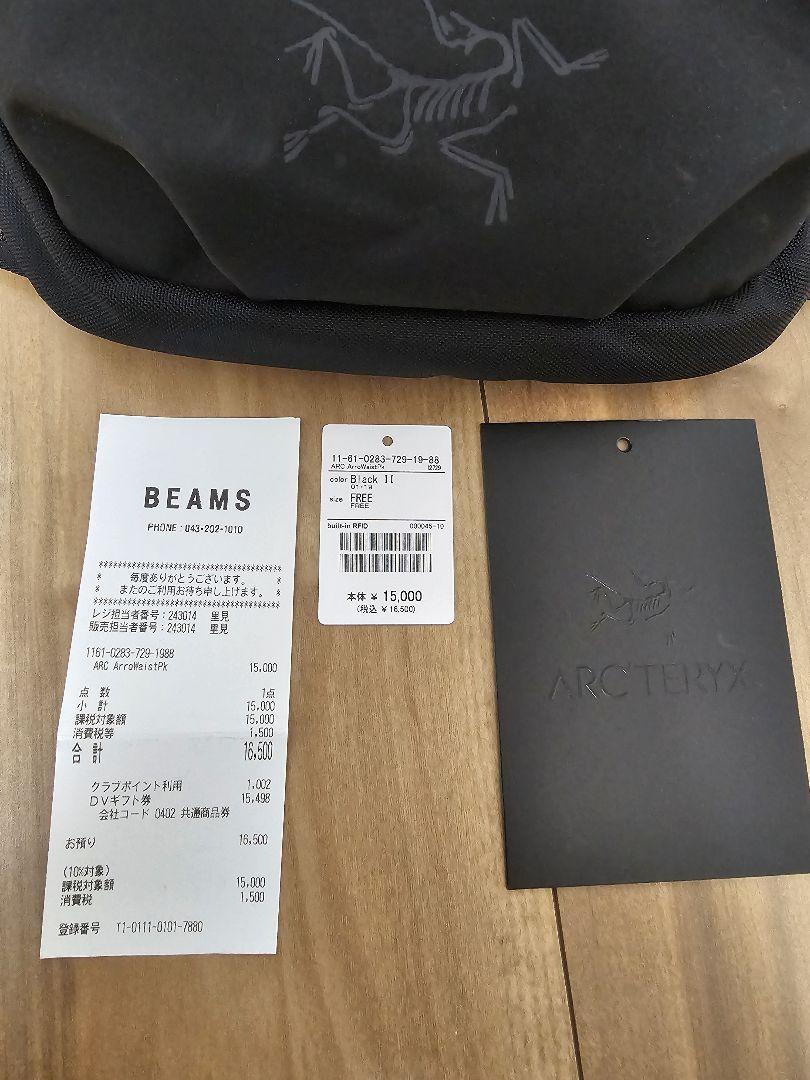 BEAMS
PHONE : 043-202-1010
毎度ありがとうございます。
またのご利用お待ち申し上げます。
レジ担当者番号 : 243014 里見
販売担当者番号 : 243014 里見
1161-0283-729-1988
ARC ArroWaistPk 15,000
点 数 1点
小 計 15,000
課税対象額 15,000
消費税等 1,500
合 計 16,500
クラブポイント利用 1,002
DVギフト券 15,498
会社コード 0402 共通商品券
お預り 16,500
(10%対象)
課税対象額 15,000
消費税 1,500
登録番号 T1-0111-0101-7880
11-61-0283-729-19-88
ARC ArroWaistPk
color Black II
size FREE
FREE
built-in RFID 000045-10
本体 ¥ 15,000
(税込 ¥ 16,500)
ARC'TERYX